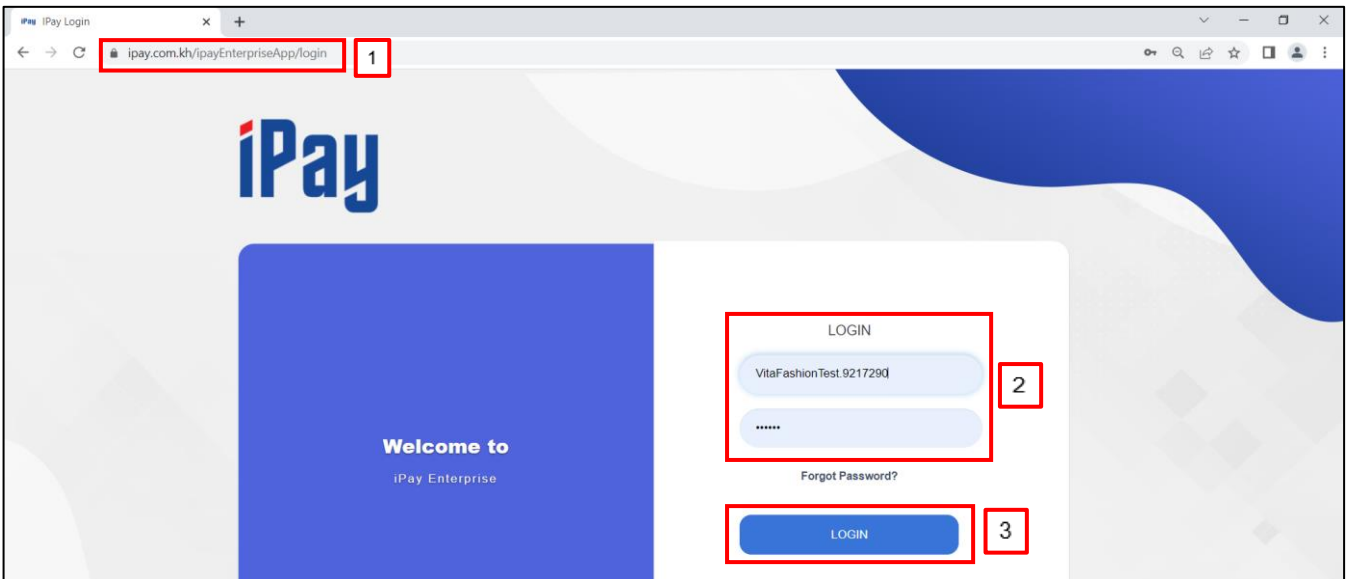 iPay IPay Login
ipay.com.kh/ipayEnterpriseApp/login
1
iPay
LOGIN
VitaFashionTest.9217290
2
••••••
Welcome to
iPay Enterprise
Forgot Password?
LOGIN
3